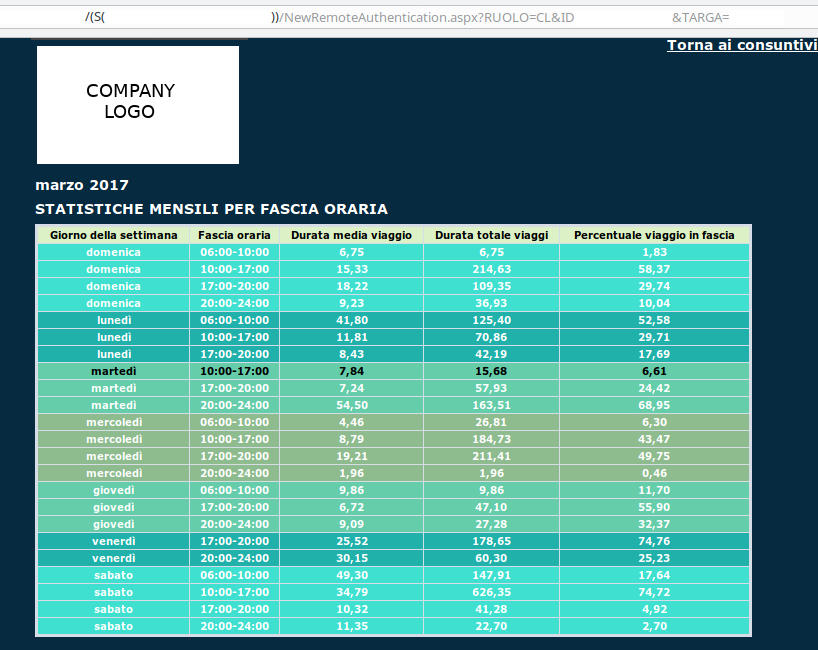 /(S( ))/NewRemoteAuthentication.aspx?RUOLO=CL&ID &TARGA=
Torna ai consuntivi
COMPANY
LOGO
marzo 2017
STATISTICHE MENSILI PER FASCIA ORARIA
Giorno della settimana Fascia oraria Durata media viaggio Durata totale viaggi Percentuale viaggio in fascia
domenica 06:00-10:00 6,75 6,75 1,83
domenica 10:00-17:00 15,33 214,63 58,37
domenica 17:00-20:00 18,22 109,35 29,74
domenica 20:00-24:00 9,23 36,93 10,04
lunedì 06:00-10:00 41,80 125,40 52,58
lunedì 10:00-17:00 11,81 70,86 29,71
lunedì 17:00-20:00 8,43 42,19 17,69
martedì 10:00-17:00 7,84 15,68 6,61
martedì 17:00-20:00 7,24 57,93 24,42
martedì 20:00-24:00 54,50 163,51 68,95
mercoledì 06:00-10:00 4,46 26,81 6,30
mercoledì 10:00-17:00 8,79 184,73 43,47
mercoledì 17:00-20:00 19,21 211,41 49,75
mercoledì 20:00-24:00 1,96 1,96 0,46
giovedì 06:00-10:00 9,86 9,86 11,70
giovedì 17:00-20:00 6,72 47,10 55,90
giovedì 20:00-24:00 9,09 27,28 32,37
venerdì 17:00-20:00 25,52 178,65 74,76
venerdì 20:00-24:00 30,15 60,30 25,23
sabato 06:00-10:00 49,30 147,91 17,64
sabato 10:00-17:00 34,79 626,35 74,72
sabato 17:00-20:00 10,32 41,28 4,92
sabato 20:00-24:00 11,35 22,70 2,70